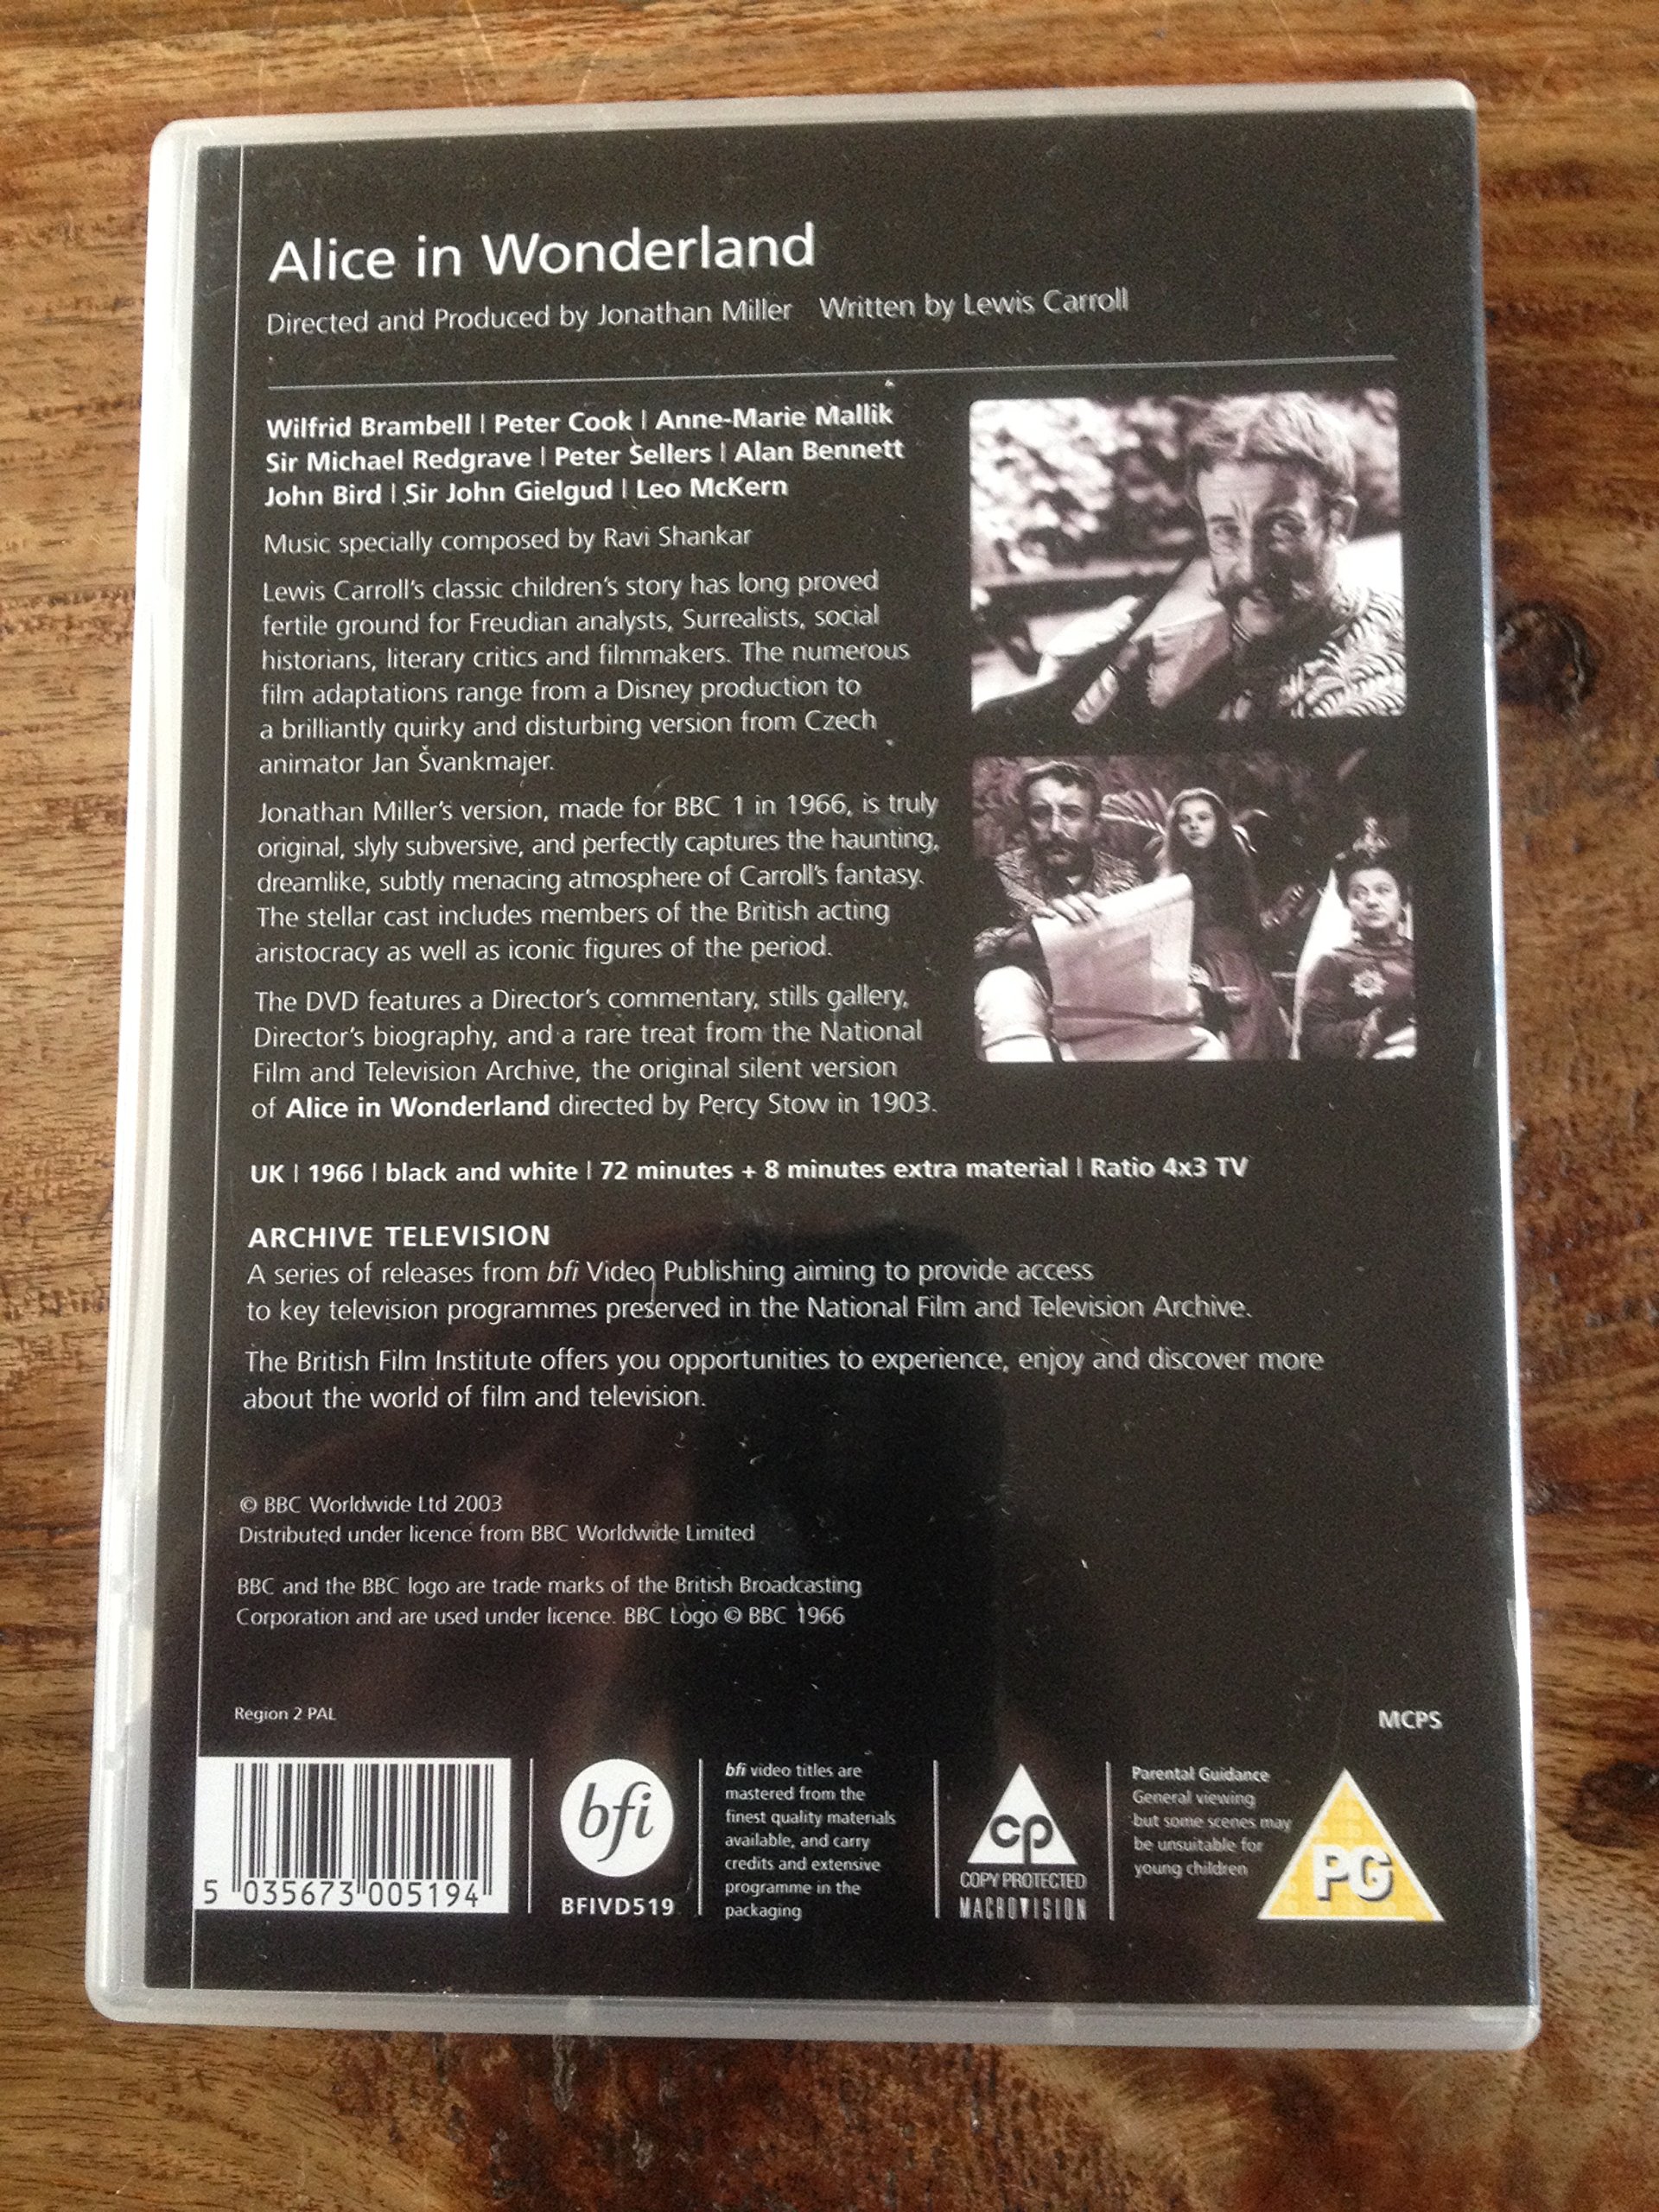 Alice in Wonderland
Directed and Produced by Jonathan Miller Written by Lewis Carroll
Wilfrid Brambell | Peter Cook | Anne-Marie Mallik
Sir Michael Redgrave | Peter Sellers | Alan Bennett
John Bird | Sir John Gielgud | Leo McKern
Music specially composed by Ravi Shankar
Lewis Carroll's classic children's story has long proved
fertile ground for Freudian analysts, Surrealists, social
historians, literary critics and filmmakers. The numerous
film adaptations range from a Disney production to
a brilliantly quirky and disturbing version from Czech
animator Jan Švankmajer.
Jonathan Miller's version, made for BBC 1 in 1966, is truly
original, slyly subversive, and perfectly captures the haunting,
dreamlike, subtly menacing atmosphere of Carroll's fantasy.
The stellar cast includes members of the British acting
aristocracy as well as iconic figures of the period.
The DVD features a Director's commentary, stills gallery,
Director's biography, and a rare treat from the National
Film and Television Archive, the original silent version
of Alice in Wonderland directed by Percy Stow in 1903.
UK | 1966 | black and white | 72 minutes + 8 minutes extra material | Ratio 4x3 TV
ARCHIVE TELEVISION
A series of releases from bfi Video Publishing aiming to provide access
to key television programmes preserved in the National Film and Television Archive.
The British Film Institute offers you opportunities to experience, enjoy and discover more
about the world of film and television.
© BBC Worldwide Ltd 2003
Distributed under licence from BBC Worldwide Limited
BBC and the BBC logo are trade marks of the British Broadcasting
Corporation and are used under licence. BBC Logo © BBC 1966
Region 2 PAL
MCPS
5 035673 005194
bfi
BFIVD519
bfi video titles are
mastered from the
finest quality materials
available, and carry
credits and extensive
programme in the
packaging
cp
COPY PROTECTED
MACROVISION
Parental Guidance
General viewing
but some scenes may
be unsuitable for
young children
PG